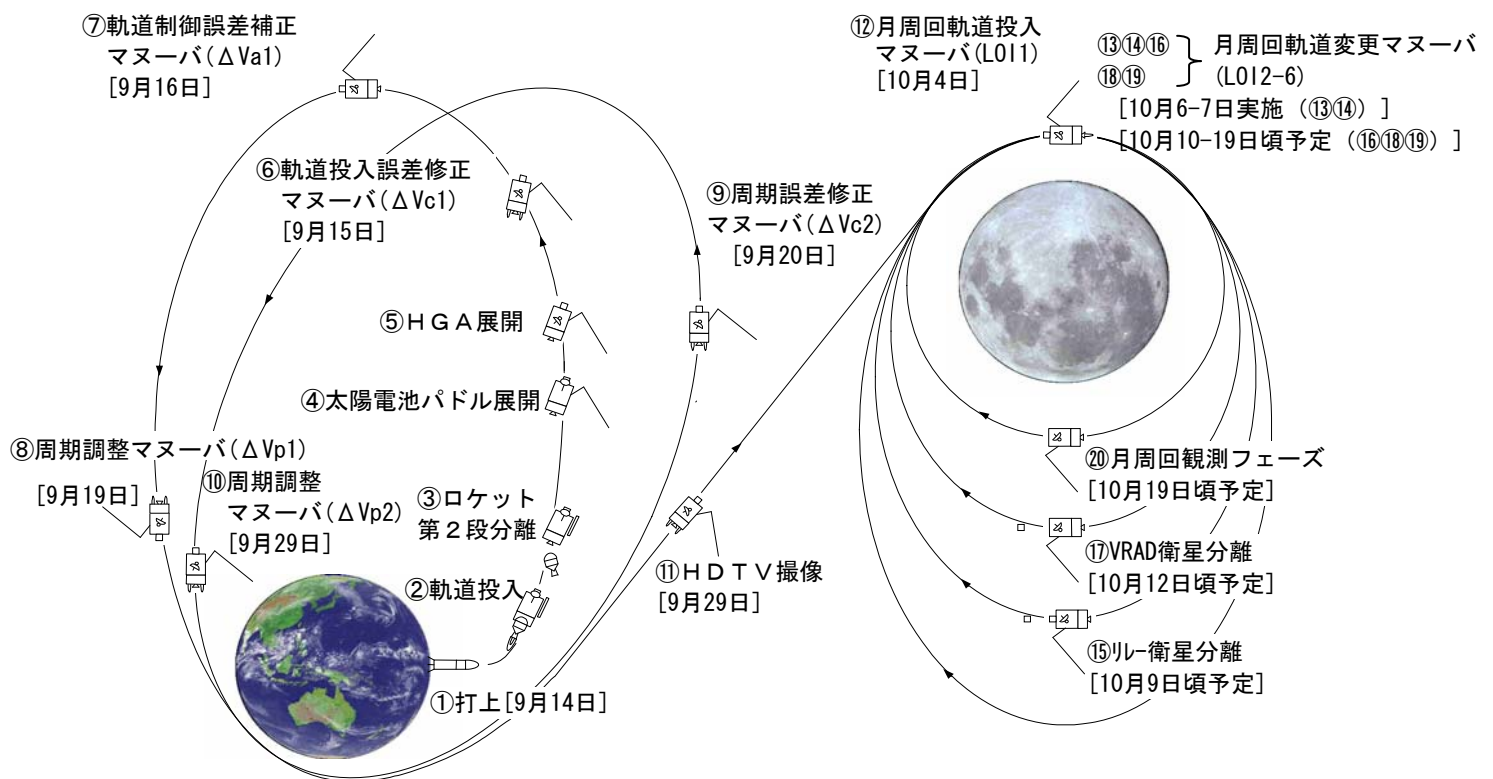 ⑦軌道制御誤差補正
マヌーバ(ΔVa1)
[9月16日]
⑥軌道投入誤差修正
マヌーバ(ΔVc1)
[9月15日]
⑤HGA展開
④太陽電池パドル展開
⑧周期調整マヌーバ(ΔVp1)
[9月19日]
⑩周期調整
マヌーバ(ΔVp2)
[9月29日]
③ロケット
第2段分離
②軌道投入
①打上[9月14日]
⑨周期誤差修正
マヌーバ(ΔVc2)
[9月20日]
⑪HDTV撮像
[9月29日]
⑫月周回軌道投入
マヌーバ(LOI1)
[10月4日]
⑬⑭⑯
⑱⑲
月周回軌道変更マヌーバ
(LOI2-6)
[10月6-7日実施 (⑬⑭) ]
[10月10-19日頃予定 (⑯⑱⑲) ]
⑳月周回観測フェーズ
[10月19日頃予定]
⑰VRAD衛星分離
[10月12日頃予定]
⑮リレー衛星分離
[10月9日頃予定]